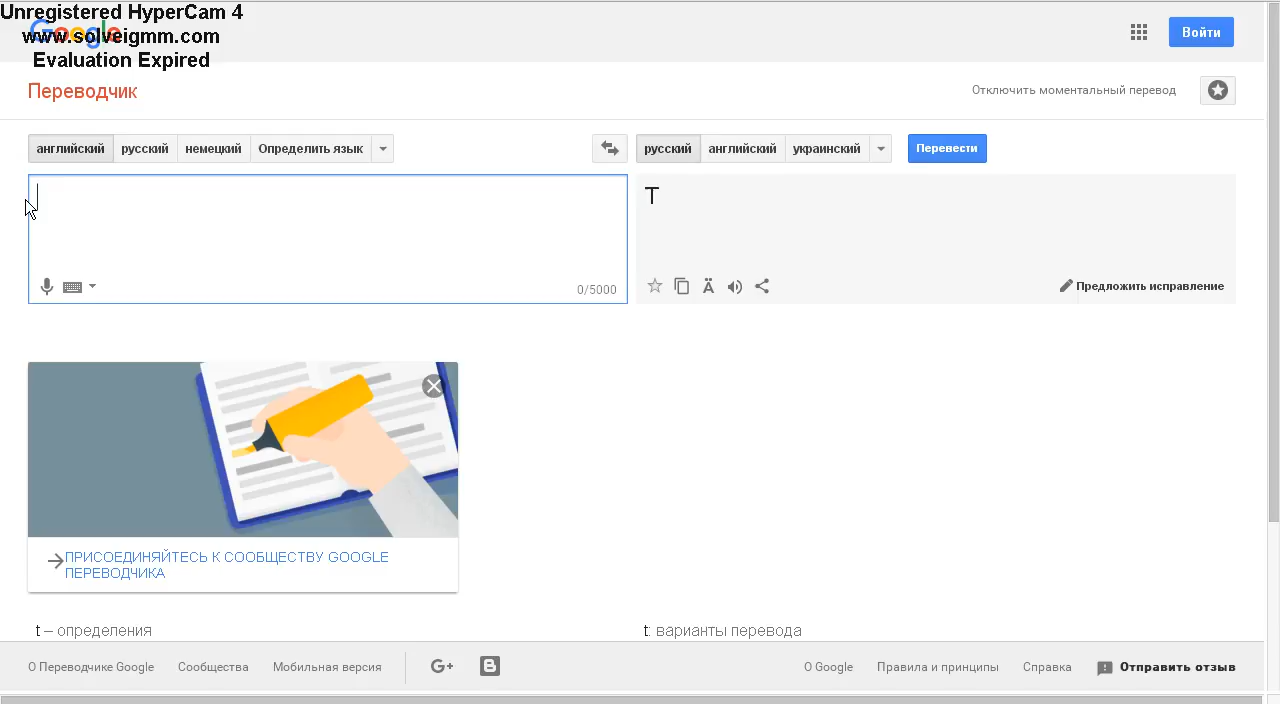 Unregistered HyperCam 4
www.solveigmm.com
Evaluation Expired
Google
Войти
Переводчик
Отключить моментальный перевод
английский русский немецкий Определить язык
русский английский украинский Перевести
T
0/5000
Ä
Предложить исправление
ПРИСОЕДИНЯЙТЕСЬ К СООБЩЕСТВУ GOOGLE
ПЕРЕВОДЧИКА
t – определения
t: варианты перевода
О Переводчике Google Сообщества Мобильная версия G+ B О Google Правила и принципы Справка Отправить отзыв